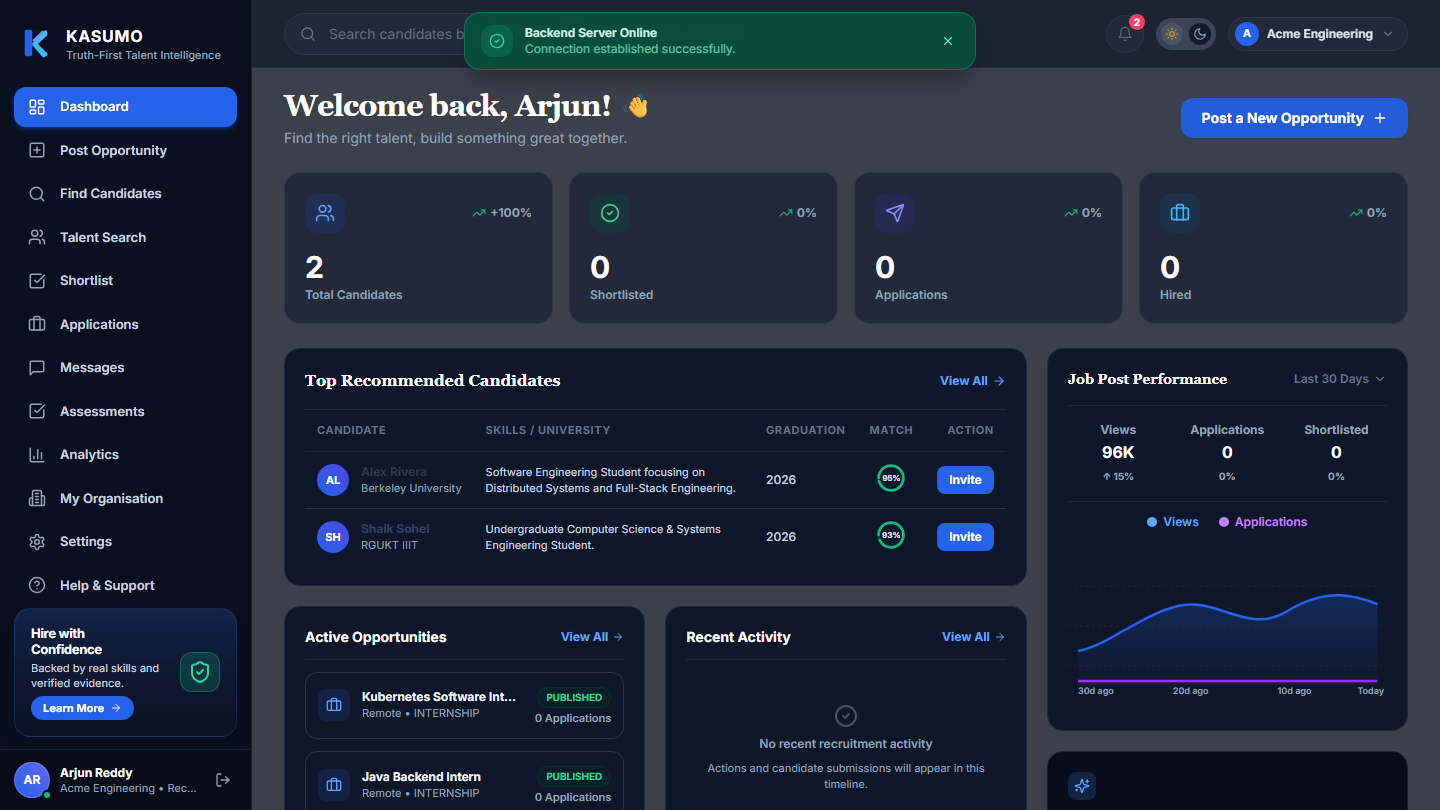 KASUMO
Truth-First Talent Intelligence
Dashboard
Post Opportunity
Find Candidates
Talent Search
Shortlist
Applications
Messages
Assessments
Analytics
My Organisation
Settings
Help & Support
Hire with
Confidence
Backed by real skills and
verified evidence.
Learn More
AR
Arjun Reddy
Acme Engineering • Rec...
Search candidates b
Backend Server Online
Connection established successfully.
2
A
Acme Engineering
Welcome back, Arjun! 👋
Find the right talent, build something great together.
Post a New Opportunity +
+100%
2
Total Candidates
0%
0
Shortlisted
0%
0
Applications
0%
0
Hired
Top Recommended Candidates
View All →
CANDIDATE SKILLS / UNIVERSITY GRADUATION MATCH ACTION
AL
Alex Rivera
Berkeley University
Software Engineering Student focusing on
Distributed Systems and Full-Stack Engineering.
2026
95%
Invite
SH
Shaik Sohel
RGUKT IIIT
Undergraduate Computer Science & Systems
Engineering Student.
2026
93%
Invite
Job Post Performance
Last 30 Days
Views Applications Shortlisted
96K 0 0
↑ 15% 0% 0%
Views Applications
30d ago 20d ago 10d ago Today
Active Opportunities
View All →
Kubernetes Software Int...
PUBLISHED
Remote • INTERNSHIP
0 Applications
Java Backend Intern
PUBLISHED
Remote • INTERNSHIP
0 Applications
Recent Activity
View All →
No recent recruitment activity
Actions and candidate submissions will appear in this
timeline.